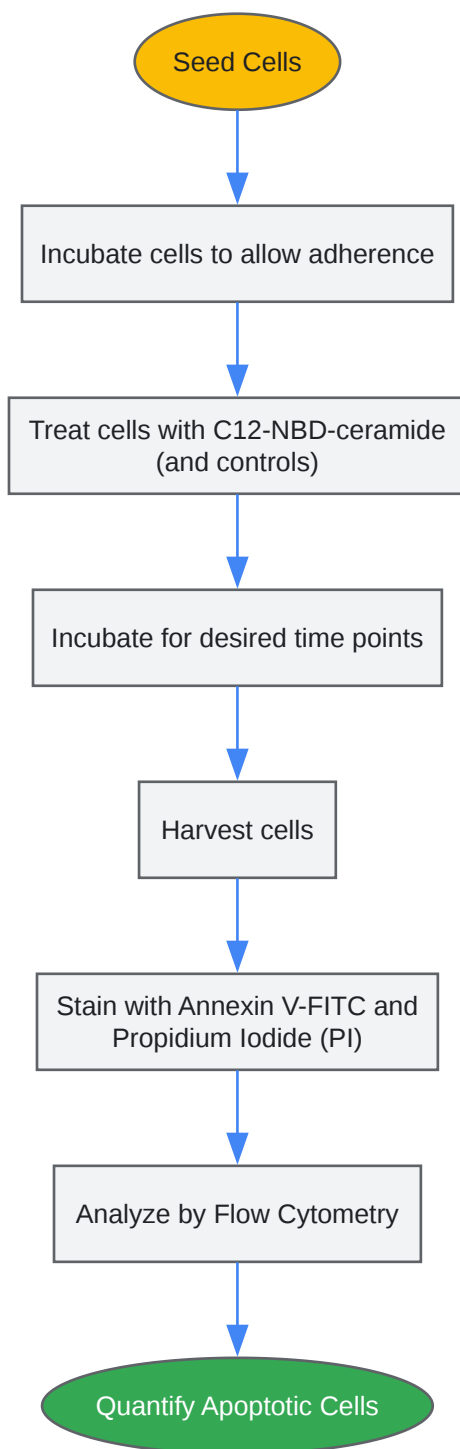 Seed Cells
Incubate cells to allow adherence
Treat cells with C12-NBD-ceramide
(and controls)
Incubate for desired time points
Harvest cells
Stain with Annexin V-FITC and
Propidium Iodide (PI)
Analyze by Flow Cytometry
Quantify Apoptotic Cells